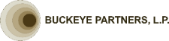 BUCKEYE PARTNERS, L.P.